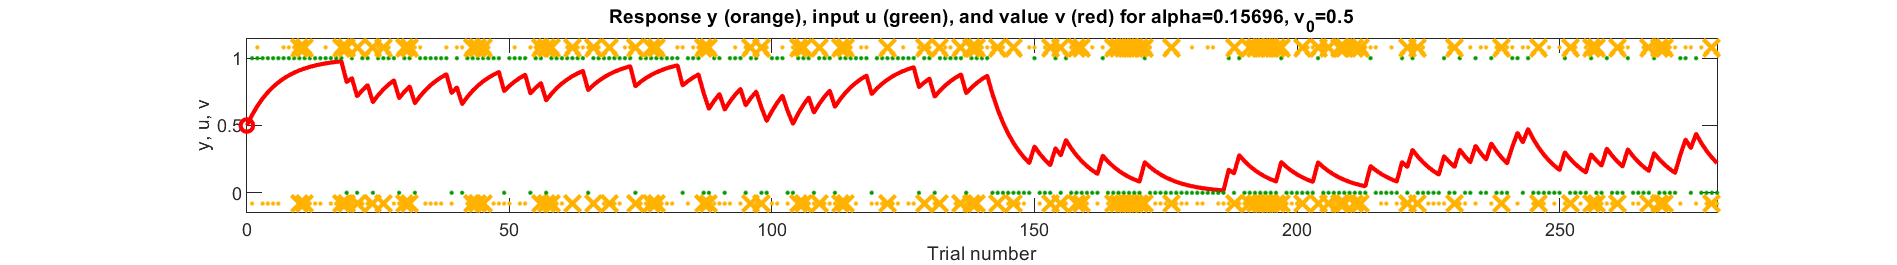 Response y (orange), input u (green), and value v (red) for alpha=0.15696, v0=0.5
1
0.5
0
y, u, v
0 50 100 150 200 250
Trial number